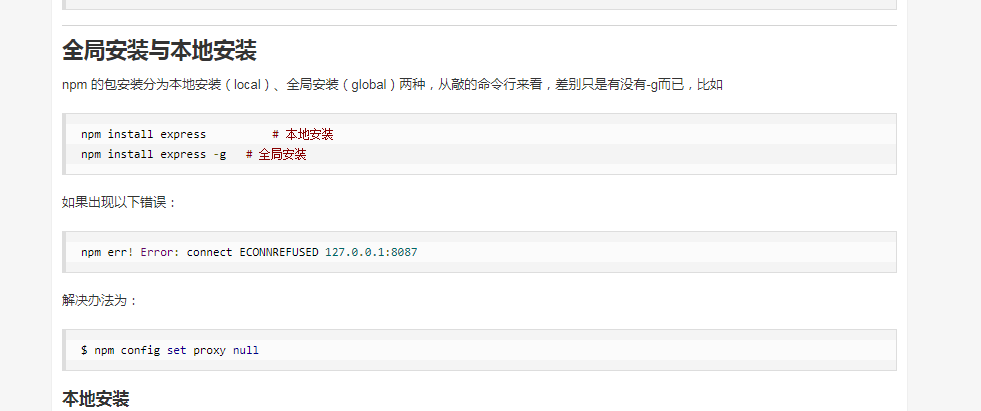 全局安装与本地安装
npm 的包安装分为本地安装（local）、全局安装（global）两种，从敲的命令行来看，差别只是有没有-g而已，比如
npm install express          # 本地安装
npm install express -g   # 全局安装
如果出现以下错误：
npm err! Error: connect ECONNREFUSED 127.0.0.1:8087
解决办法为：
$ npm config set proxy null
本地安装